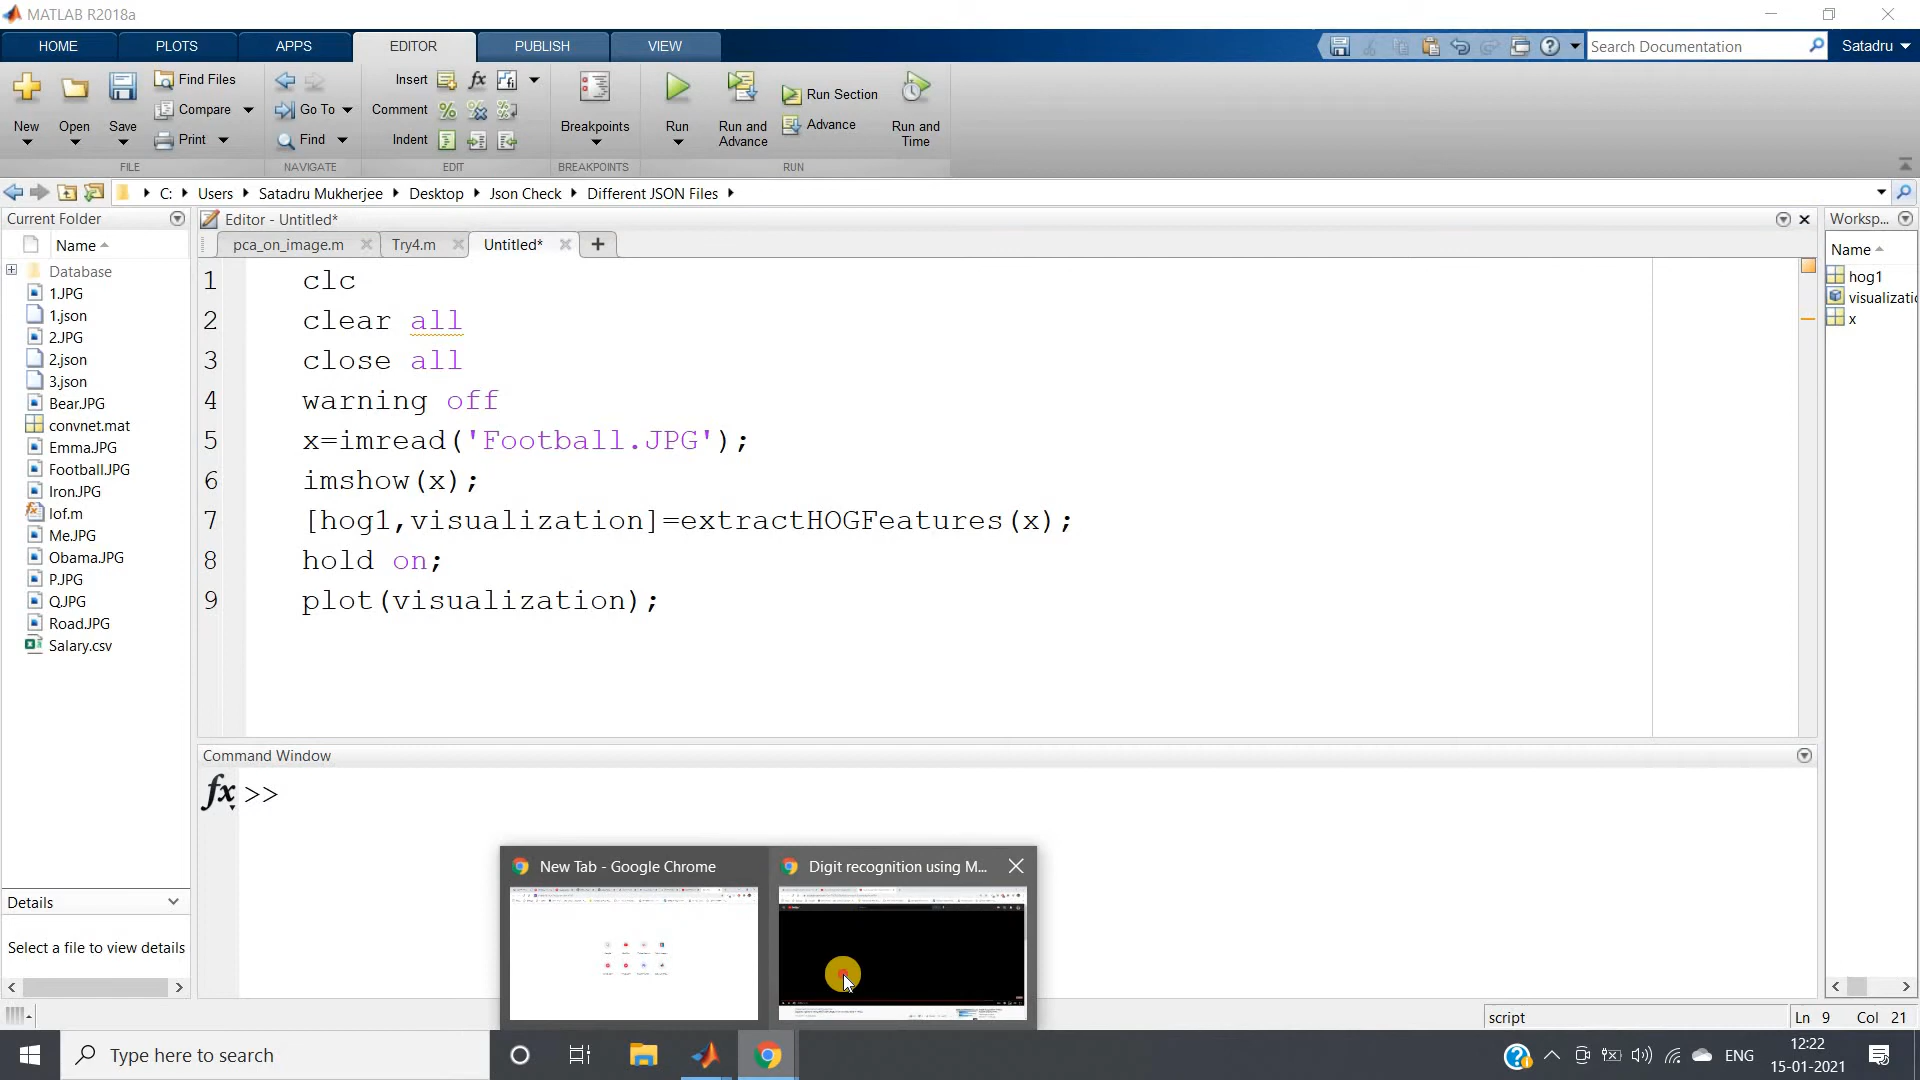 MATLAB R2018a
HOME PLOTS APPS EDITOR PUBLISH VIEW
Search Documentation
Satadru
New Open Save
Find Files
Compare
Print
FILE
Go To
Find
NAVIGATE
Insert
Comment
Indent
EDIT
Breakpoints
BREAKPOINTS
Run
Run and Advance
Run Section
Advance
Run and Time
RUN
C: Users Satadru Mukherjee Desktop Json Check Different JSON Files
Current Folder
Name
Database
1.JPG
1.json
2.JPG
2.json
3.json
Bear.JPG
convnet.mat
Emma.JPG
Football.JPG
Iron.JPG
lof.m
Me.JPG
Obama.JPG
P.JPG
Q.JPG
Road.JPG
Salary.csv
Details
Select a file to view details
Editor - Untitled*
pca_on_image.m Try4.m Untitled*
1 clc
2 clear all
3 close all
4 warning off
5 x=imread('Football.JPG');
6 imshow(x);
7 [hog1,visualization]=extractHOGFeatures(x);
8 hold on;
9 plot(visualization);
Command Window
fx >>
Worksp...
Name
hog1
visualizatio
x
New Tab - Google Chrome
Digit recognition using M...
script
Ln 9 Col 21
Type here to search
ENG
12:22
15-01-2021